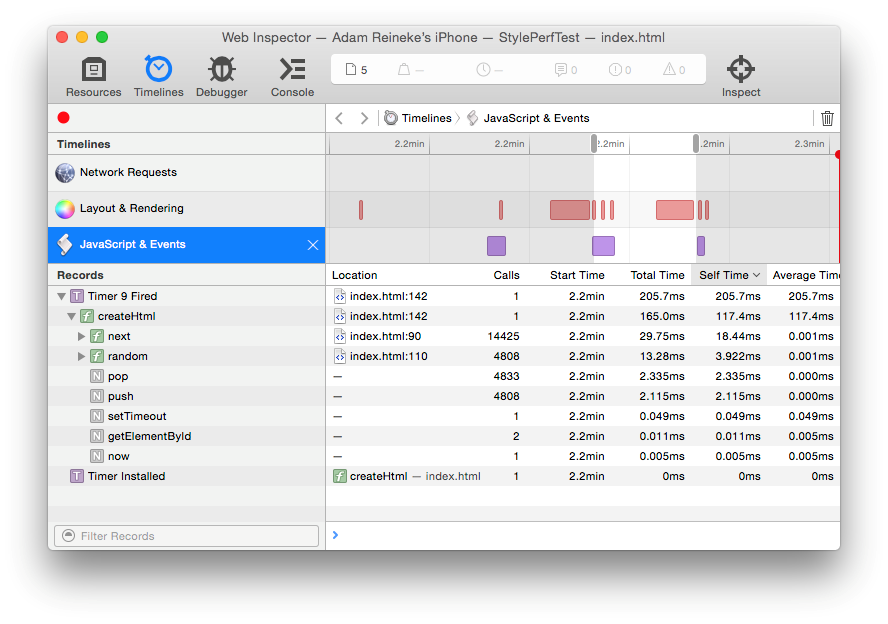 Web Inspector — Adam Reineke's iPhone — StylePerfTest — index.html
Resources Timelines Debugger Console 5 — — 0 0 0 Inspect
Timelines JavaScript & Events
Timelines 2.2min 2.2min 2.2min 2.2min 2.3min
Network Requests
Layout & Rendering
JavaScript & Events
Records Location Calls Start Time Total Time Self Time Average Time
T Timer 9 Fired index.html:142 1 2.2min 205.7ms 205.7ms 205.7ms
f createHtml index.html:142 1 2.2min 165.0ms 117.4ms 117.4ms
f next index.html:90 14425 2.2min 29.75ms 18.44ms 0.001ms
f random index.html:110 4808 2.2min 13.28ms 3.922ms 0.001ms
N pop — 4833 2.2min 2.335ms 2.335ms 0.000ms
N push — 4808 2.2min 2.115ms 2.115ms 0.000ms
N setTimeout — 1 2.2min 0.049ms 0.049ms 0.049ms
N getElementById — 2 2.2min 0.011ms 0.011ms 0.005ms
N now — 1 2.2min 0.005ms 0.005ms 0.005ms
T Timer Installed f createHtml — index.html 1 2.2min 0ms 0ms 0ms
Filter Records